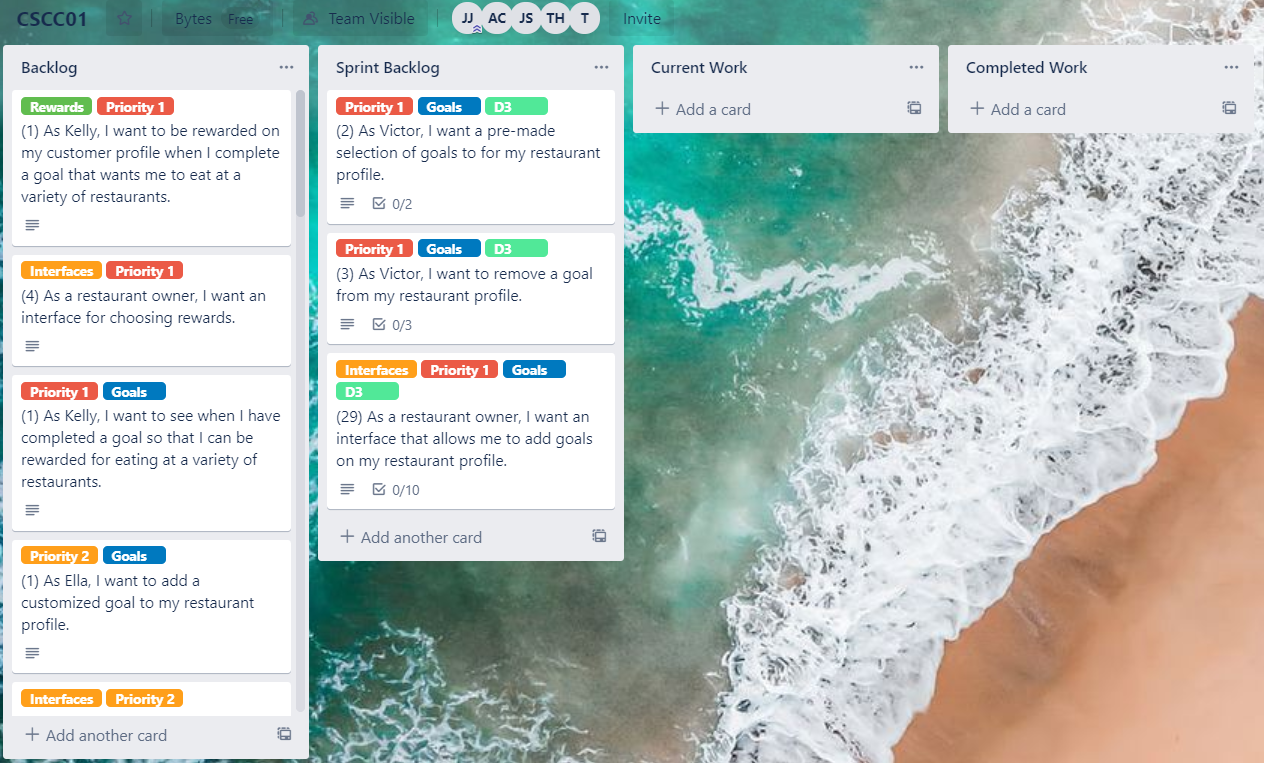 CSCC01
Bytes Free
Team Visible
JJ AC JS TH T
Invite
Backlog
Rewards Priority 1
(1) As Kelly, I want to be rewarded on
my customer profile when I complete
a goal that wants me to eat at a
variety of restaurants.
Interfaces Priority 1
(4) As a restaurant owner, I want an
interface for choosing rewards.
Priority 1 Goals
(1) As Kelly, I want to see when I have
completed a goal so that I can be
rewarded for eating at a variety of
restaurants.
Priority 2 Goals
(1) As Ella, I want to add a
customized goal to my restaurant
profile.
Interfaces Priority 2
+ Add another card
Sprint Backlog
Priority 1 Goals D3
(2) As Victor, I want a pre-made
selection of goals to for my restaurant
profile.
0/2
Priority 1 Goals D3
(3) As Victor, I want to remove a goal
from my restaurant profile.
0/3
Interfaces Priority 1 Goals
D3
(29) As a restaurant owner, I want an
interface that allows me to add goals
on my restaurant profile.
0/10
+ Add another card
Current Work
+ Add a card
Completed Work
+ Add a card